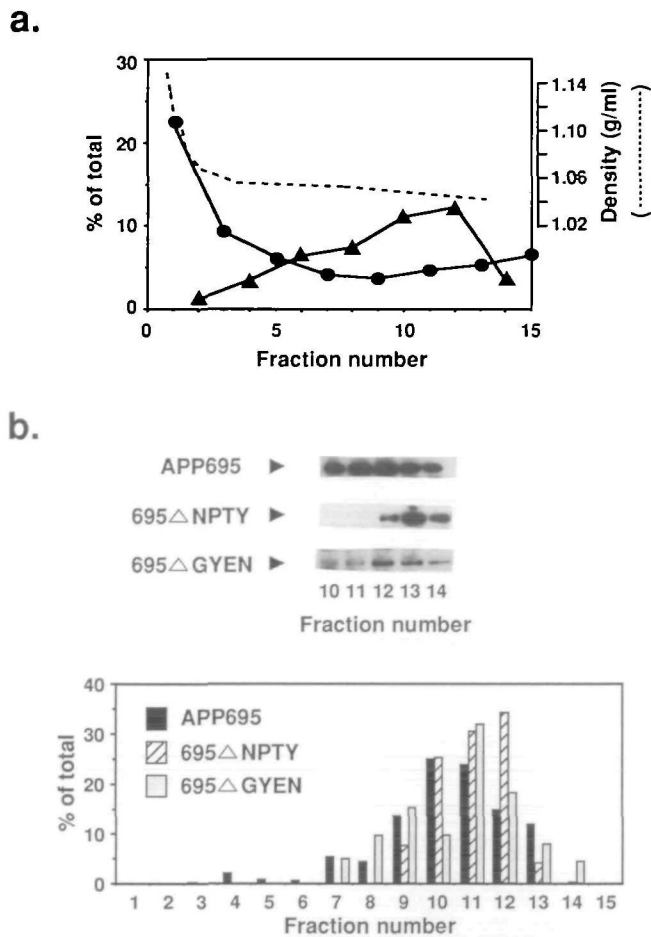 a.
30
20
10
0
% of total
0 5 10 15
Fraction number
1.14
1.10
1.06
1.02
Density (g/ml)
(---------)
b.
APP695 ►
695△NPTY ►
695△GYEN ►
10 11 12 13 14
Fraction number
40
30
20
10
0
% of total
APP695
695△NPTY
695△GYEN
1 2 3 4 5 6 7 8 9 10 11 12 13 14 15
Fraction number